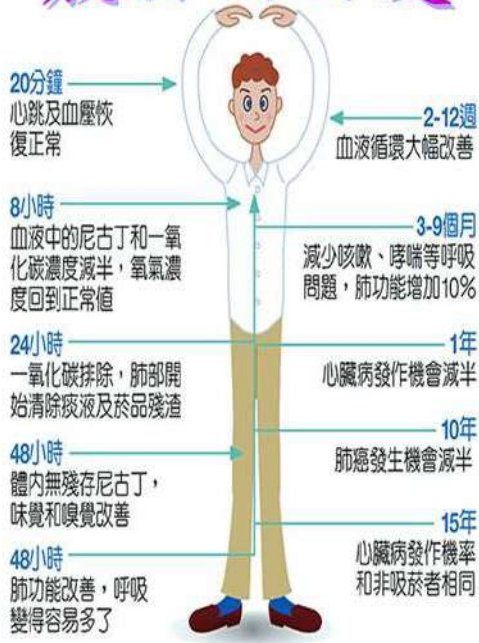 20分鐘
心跳及血壓恢
復正常
8小時
血液中的尼古丁和一氧
化碳濃度減半，氧氣濃
度回到正常值
24小時
一氧化碳排除，肺部開
始清除痰液及菸品殘渣
48小時
體內無殘存尼古丁，
味覺和嗅覺改善
48小時
肺功能改善，呼吸
變得容易多了
2-12週
血液循環大幅改善
3-9個月
減少咳嗽、哮喘等呼吸
問題，肺功能增加10%
1年
心臟病發作機會減半
10年
肺癌發生機會減半
15年
心臟病發作機率
和非吸菸者相同